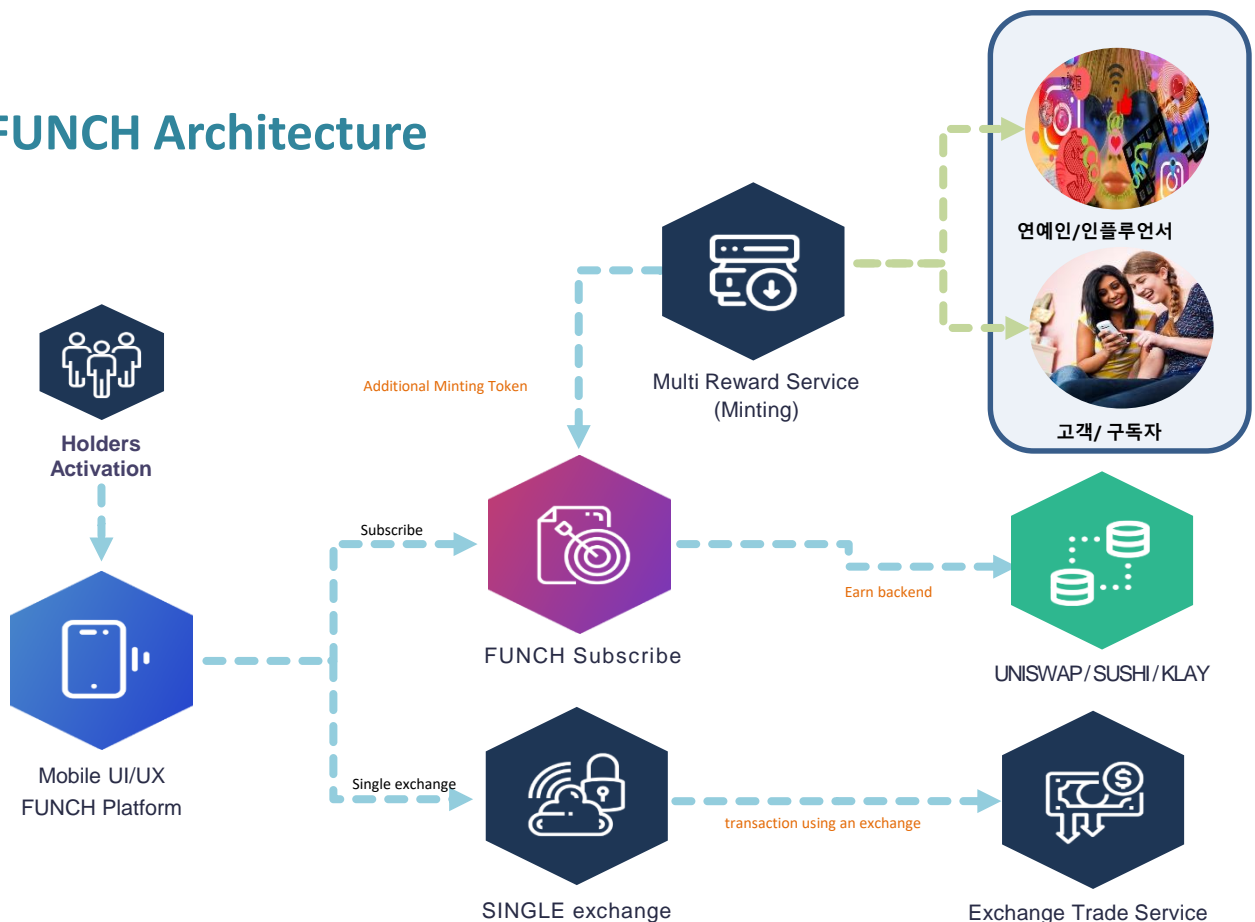 FUNCH Architecture
연예인/인플루언서
Additional Minting Token
Multi Reward Service
(Minting)
고객/ 구독자
Holders
Activation
Subscribe
Earn backend
FUNCH Subscribe
UNISWAP / SUSHI / KLAY
Mobile UI/UX
FUNCH Platform
Single exchange
transaction using an exchange
SINGLE exchange
Exchange Trade Service